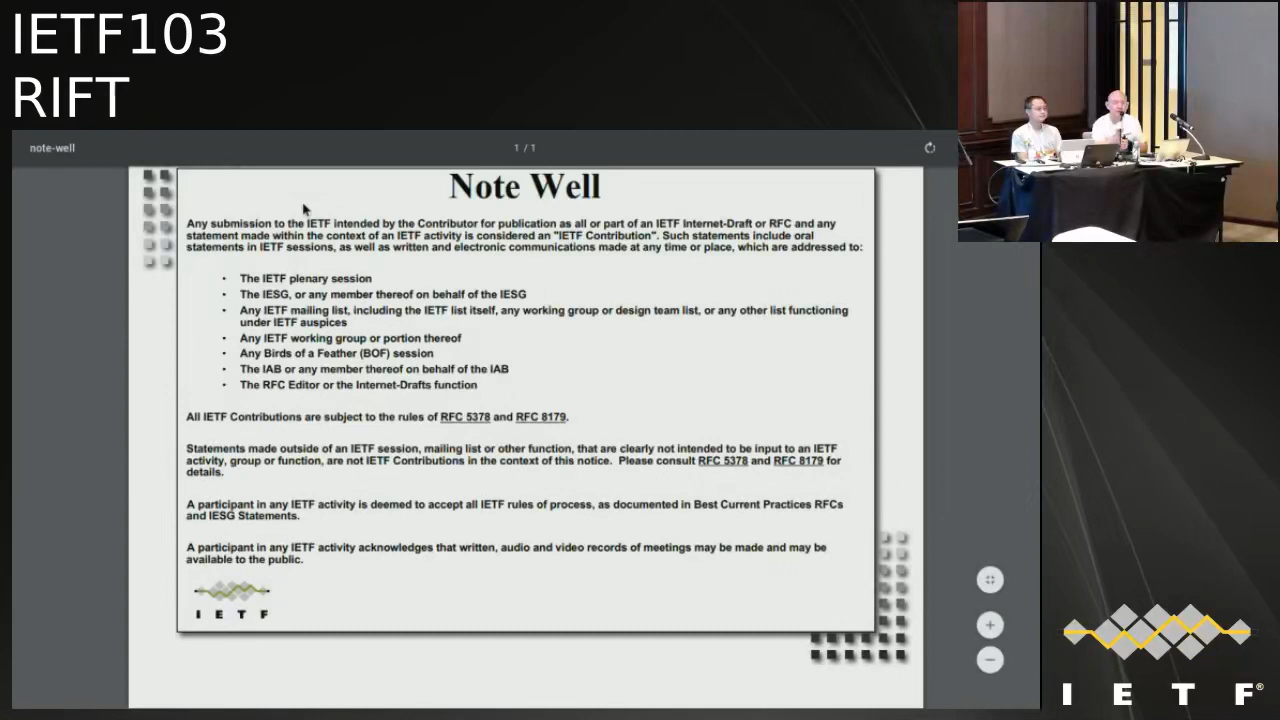 IETF103
RIFT
note-well
1 / 1
Note Well
Any submission to the IETF intended by the Contributor for publication as all or part of an IETF Internet-Draft or RFC and any
statement made within the context of an IETF activity is considered an "IETF Contribution". Such statements include oral
statements in IETF sessions, as well as written and electronic communications made at any time or place, which are addressed to:
• The IETF plenary session
• The IESG, or any member thereof on behalf of the IESG
• Any IETF mailing list, including the IETF list itself, any working group or design team list, or any other list functioning
under IETF auspices
• Any IETF working group or portion thereof
• Any Birds of a Feather (BOF) session
• The IAB or any member thereof on behalf of the IAB
• The RFC Editor or the Internet-Drafts function
All IETF Contributions are subject to the rules of RFC 5378 and RFC 8179.
Statements made outside of an IETF session, mailing list or other function, that are clearly not intended to be input to an IETF
activity, group or function, are not IETF Contributions in the context of this notice. Please consult RFC 5378 and RFC 8179 for
details.
A participant in any IETF activity is deemed to accept all IETF rules of process, as documented in Best Current Practices RFCs
and IESG Statements.
A participant in any IETF activity acknowledges that written, audio and video records of meetings may be made and may be
available to the public.
I E T F
I E T F®